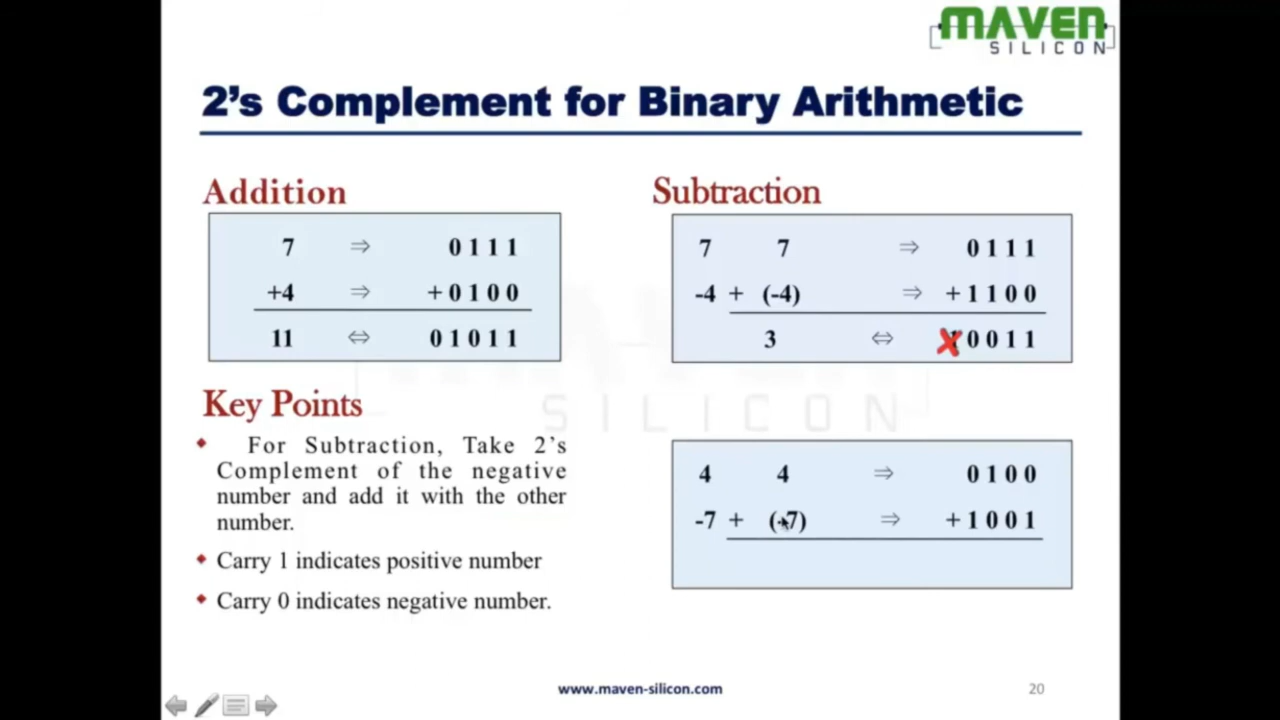 MAVEN
SILICON
2's Complement for Binary Arithmetic
Addition
7 ⇒ 0 1 1 1
+4 ⇒ + 0 1 0 0
11 ⇔ 0 1 0 1 1
Key Points
For Subtraction, Take 2's
Complement of the negative
number and add it with the other
number.
Carry 1 indicates positive number
Carry 0 indicates negative number.
Subtraction
7 7 ⇒ 0 1 1 1
-4 + (-4) ⇒ + 1 1 0 0
3 ⇔ 1 0 0 1 1
4 4 ⇒ 0 1 0 0
-7 + (-7) ⇒ + 1 0 0 1
MAVEN
SILICON
www.maven-silicon.com
20